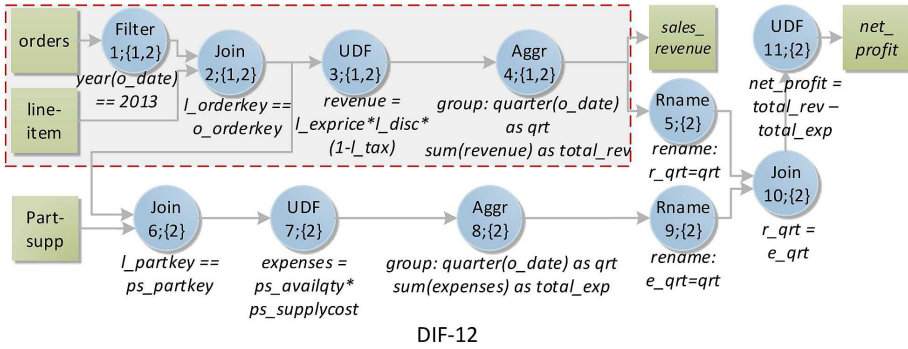 orders
Filter
1;{1,2}
year(o_date)
== 2013
line-
item
Join
2;{1,2}
l_orderkey ==
o_orderkey
UDF
3;{1,2}
revenue =
l_exprice*l_disc*
(1-l_tax)
Aggr
4;{1,2}
group: quarter(o_date)
as qrt
sum(revenue) as total_rev
sales_
revenue
Rname
5;{2}
rename:
r_qrt=qrt
UDF
11;{2}
net_profit =
total_rev –
total_exp
net_
profit
Part-
supp
Join
6;{2}
l_partkey ==
ps_partkey
UDF
7;{2}
expenses =
ps_availqty*
ps_supplycost
Aggr
8;{2}
group: quarter(o_date) as qrt
sum(expenses) as total_exp
Rname
9;{2}
rename:
e_qrt=qrt
Join
10;{2}
r_qrt =
e_qrt
DIF-12